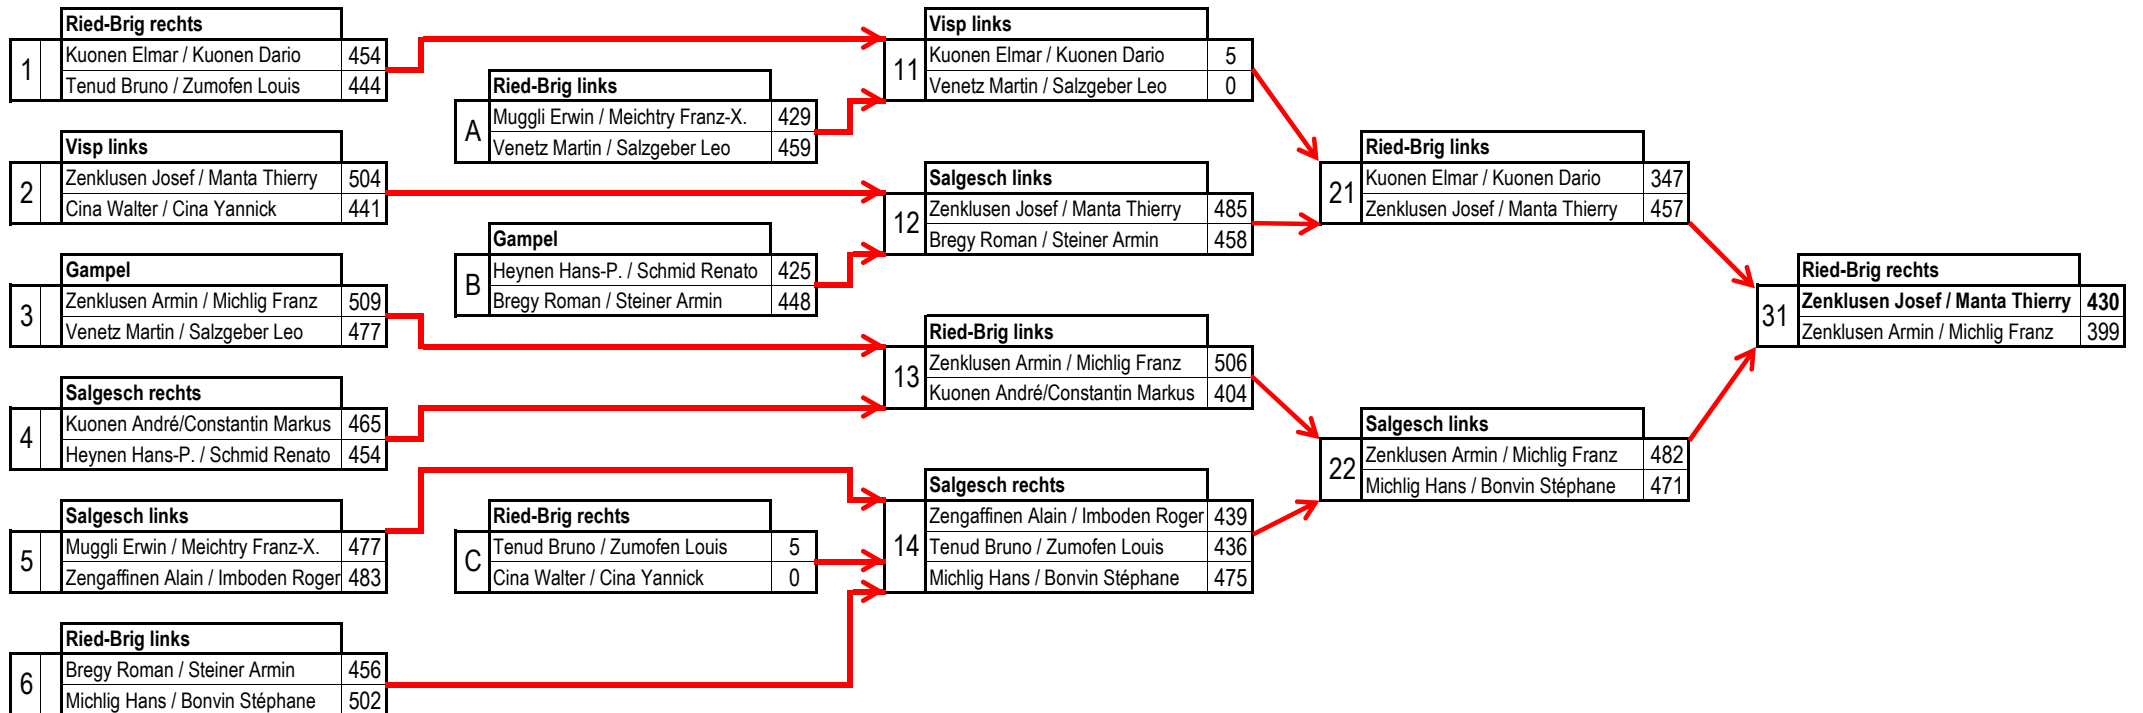 Ried-Brig rechts
1 Kuonen Elmar / Kuonen Dario 454
Tenud Bruno / Zumofen Louis 444
Visp links
2 Zenklusen Josef / Manta Thierry 504
Cina Walter / Cina Yannick 441
Gampel
3 Zenklusen Armin / Michlig Franz 509
Venetz Martin / Salzgeber Leo 477
Salgesch rechts
4 Kuonen André/Constantin Markus 465
Heynen Hans-P. / Schmid Renato 454
Salgesch links
5 Muggli Erwin / Meichtry Franz-X. 477
Zengaffinen Alain / Imboden Roger 483
Ried-Brig links
6 Bregy Roman / Steiner Armin 456
Michlig Hans / Bonvin Stéphane 502
Ried-Brig links
A Muggli Erwin / Meichtry Franz-X. 429
Venetz Martin / Salzgeber Leo 459
Gampel
B Heynen Hans-P. / Schmid Renato 425
Bregy Roman / Steiner Armin 448
Ried-Brig rechts
C Tenud Bruno / Zumofen Louis 5
Cina Walter / Cina Yannick 0
Visp links
11 Kuonen Elmar / Kuonen Dario 5
Venetz Martin / Salzgeber Leo 0
Salgesch links
12 Zenklusen Josef / Manta Thierry 485
Bregy Roman / Steiner Armin 458
Ried-Brig links
13 Zenklusen Armin / Michlig Franz 506
Kuonen André/Constantin Markus 404
Salgesch rechts
14 Zengaffinen Alain / Imboden Roger 439
Tenud Bruno / Zumofen Louis 436
Michlig Hans / Bonvin Stéphane 475
Ried-Brig links
21 Kuonen Elmar / Kuonen Dario 347
Zenklusen Josef / Manta Thierry 457
Salgesch links
22 Zenklusen Armin / Michlig Franz 482
Michlig Hans / Bonvin Stéphane 471
Ried-Brig rechts
31 Zenklusen Josef / Manta Thierry 430
Zenklusen Armin / Michlig Franz 399